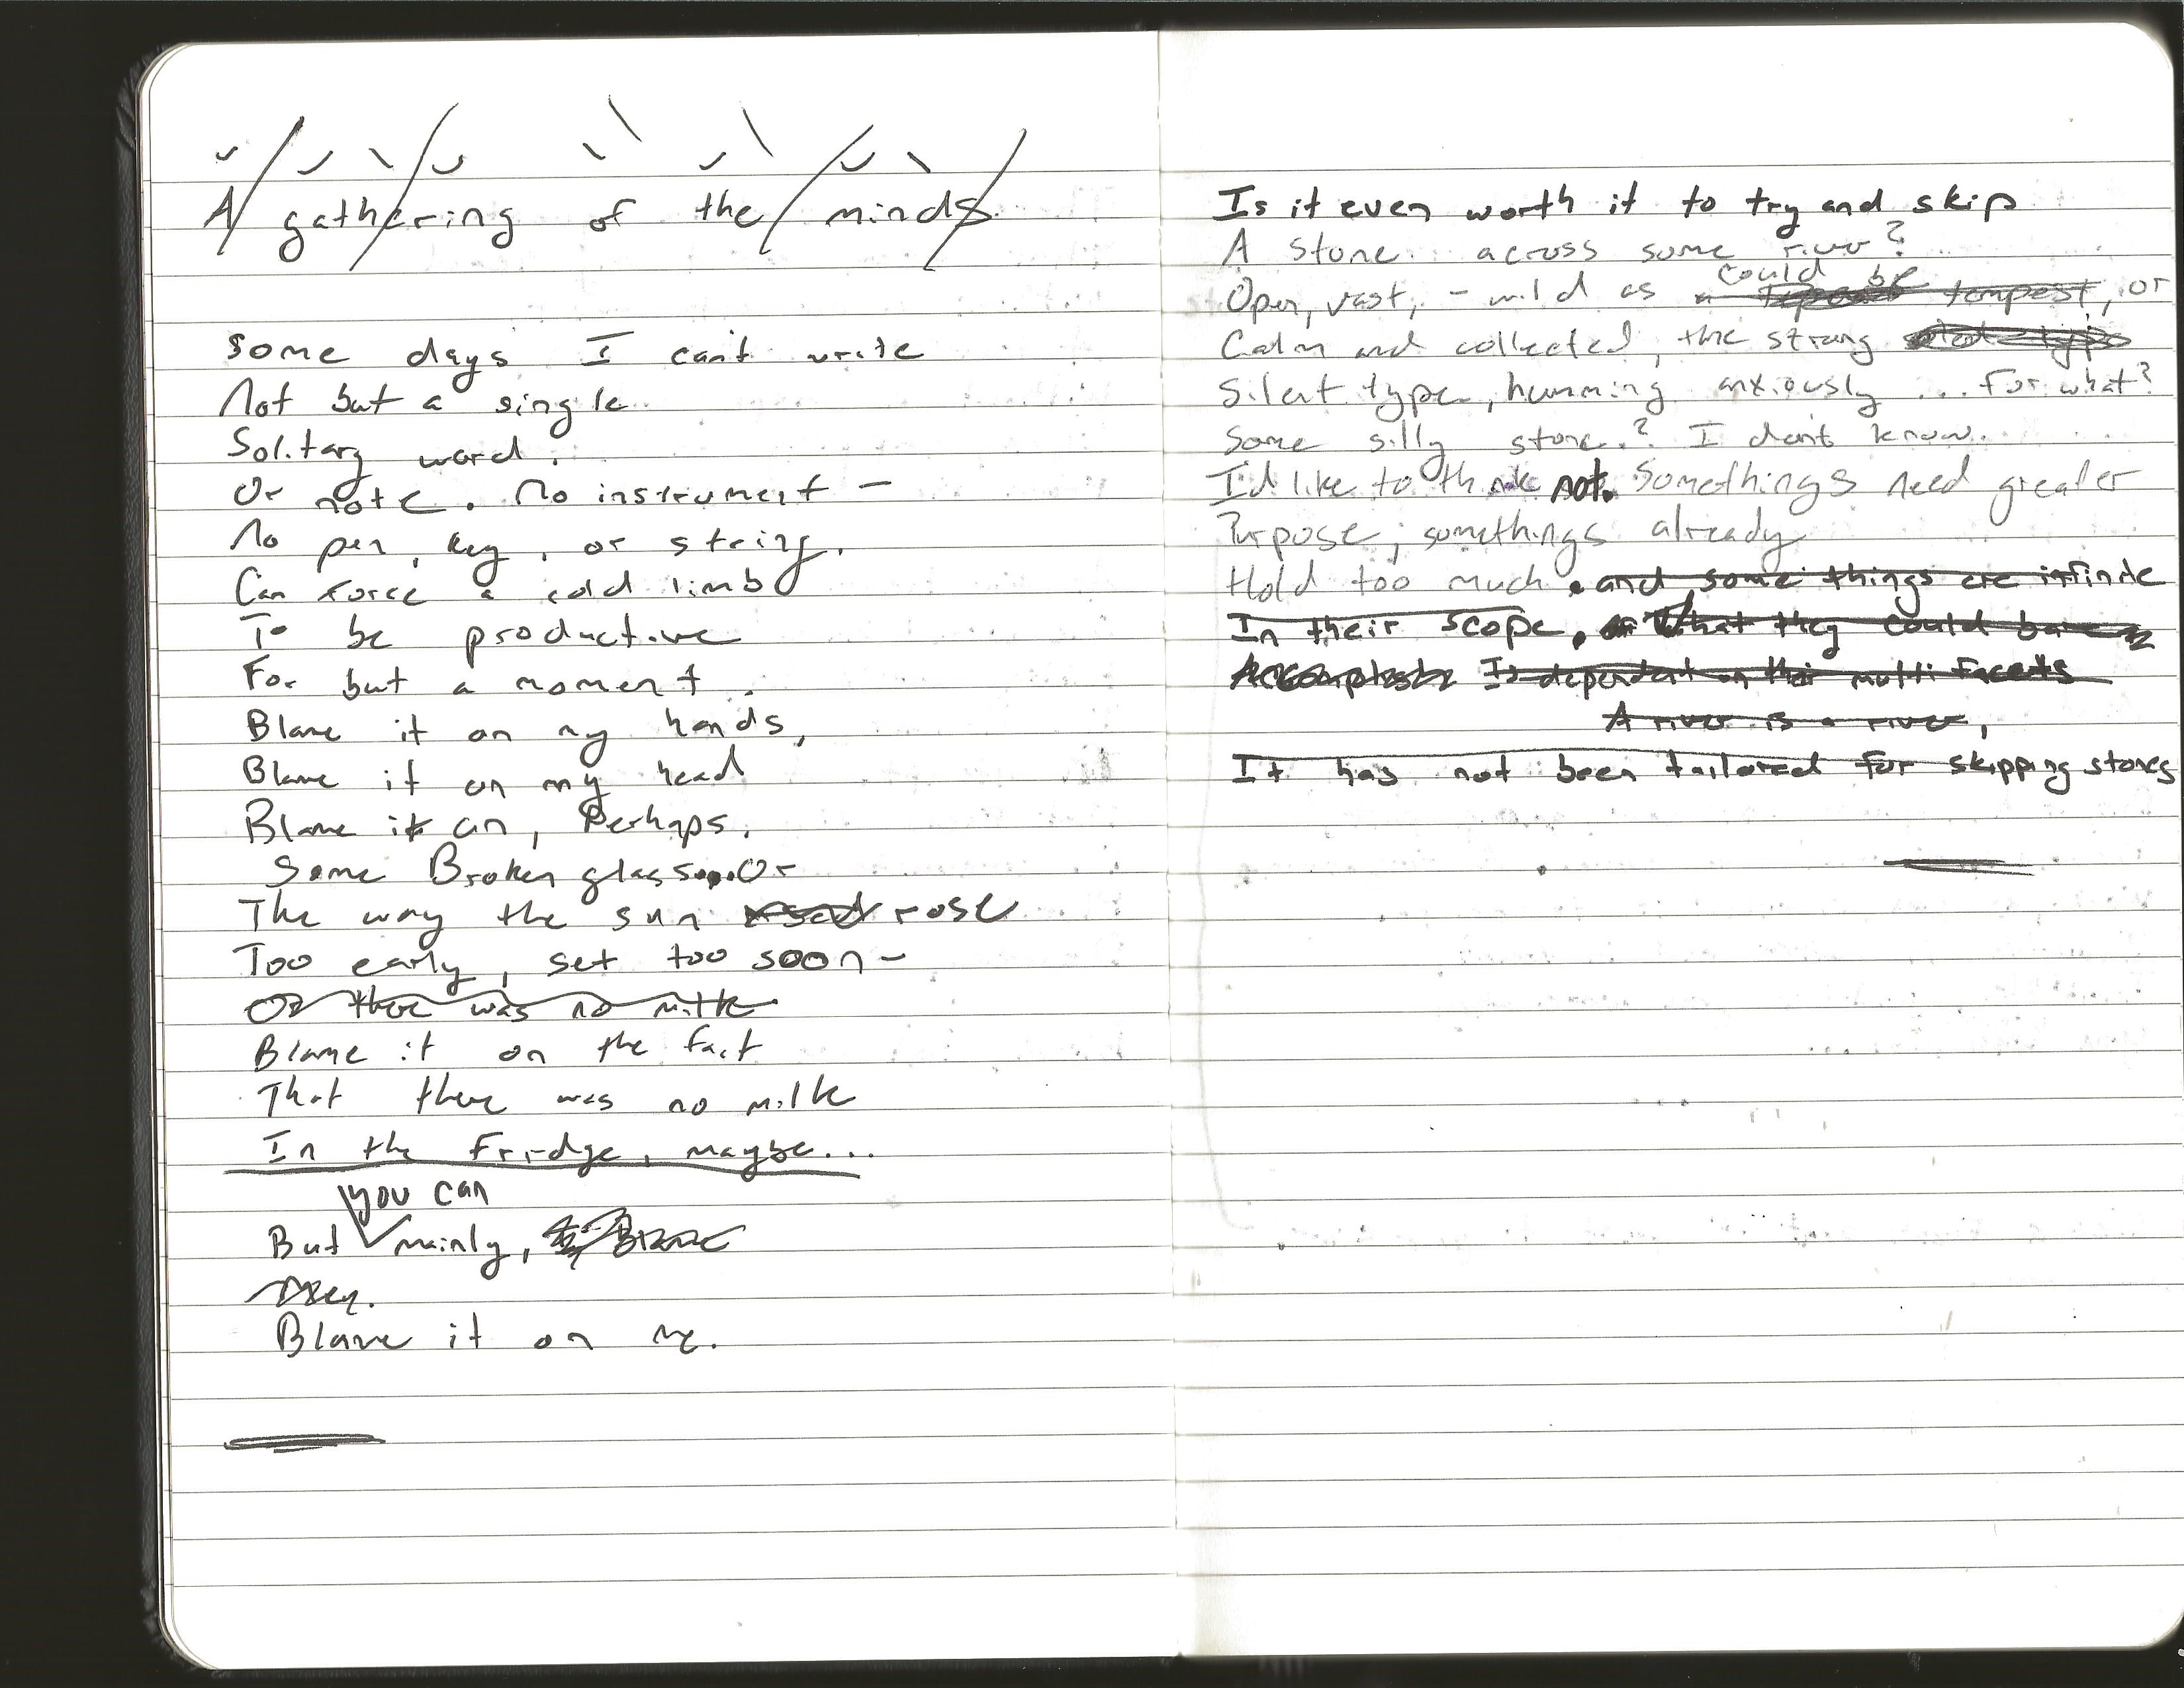 A gathering of the minds.
Some days I can't write
Not but a single
Solitary word.
Or note. No instrument -
No pen, key, or string.
Can force a cold limb
To be productive
For but a moment.
Blame it on my hands,
Blame it on my head
Blame it on, Perhaps.
Some Broken glass....Or
The way the sun rose
Too early, set too soon-
Or there was no milk
Blame it on the fact
That there was no milk
In the Fridge, maybe...
you can
But mainly, Blame
Blame it on me.
Is it even worth it to try and skip
A stone across some river?
could be
Open, vast, - mild as a tempest, or
Calm and collected, the strong
Silent type, humming anxiously ... For what?
Some silly stone.? I don't know.
I'd like to think not. Somethings need greater
Purpose; somethings already
Hold too much. and some things are infinite
In their scope. What they could
Accomplish Is dependent on their multi facets
A river is a river,
It has not been tailored for skipping stones